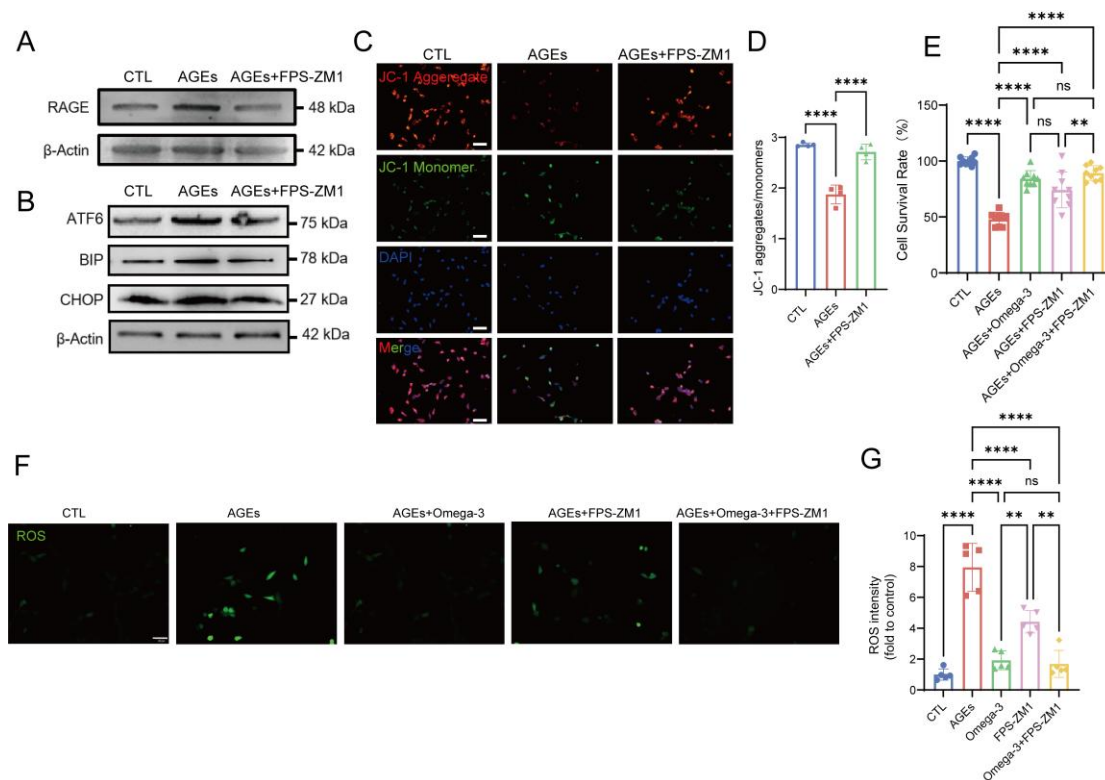 A
CTL AGEs AGEs+FPS-ZM1
RAGE 48 kDa
β-Actin 42 kDa
B
CTL AGEs AGEs+FPS-ZM1
ATF6 75 kDa
BIP 78 kDa
CHOP 27 kDa
β-Actin 42 kDa
C
CTL AGEs AGEs+FPS-ZM1
JC-1 Aggeregate
JC-1 Monomer
DAPI
Merge
D
**** ****
JC-1 aggregates/monomers
3
2
1
0
CTL
AGEs
AGEs+FPS-ZM1
E
****
****
**** ns
**** ns **
Cell Survival Rate (%)
150
100
50
0
CTL
AGEs
AGEs+Omega-3
AGEs+FPS-ZM1
AGEs+Omega-3+FPS-ZM1
F
CTL AGEs AGEs+Omega-3 AGEs+FPS-ZM1 AGEs+Omega-3+FPS-ZM1
ROS
G
****
****
**** ns
**** ** **
ROS intensity
(fold to control)
10
8
6
4
2
0
CTL
AGEs
Omega-3
FPS-ZM1
Omega-3+FPS-ZM1